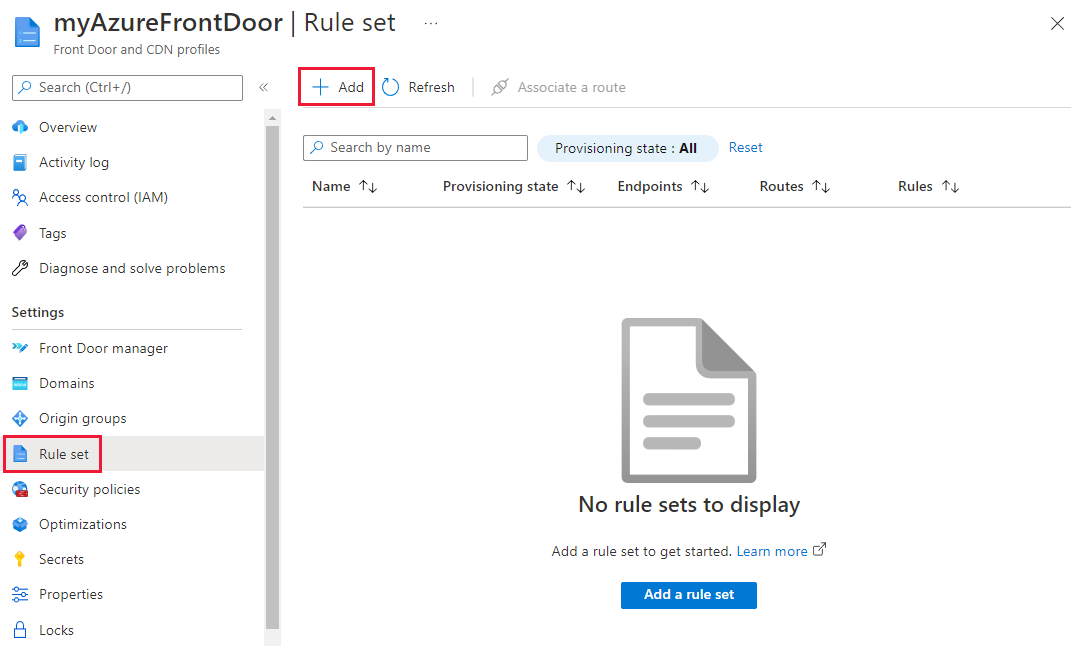 myAzureFrontDoor | Rule set ...
Front Door and CDN profiles
Search (Ctrl+/)
Overview
Activity log
Access control (IAM)
Tags
Diagnose and solve problems
Settings
Front Door manager
Domains
Origin groups
Rule set
Security policies
Optimizations
Secrets
Properties
Locks
Add Refresh Associate a route
Search by name Provisioning state : All Reset
Name Provisioning state Endpoints Routes Rules
No rule sets to display
Add a rule set to get started. Learn more
Add a rule set